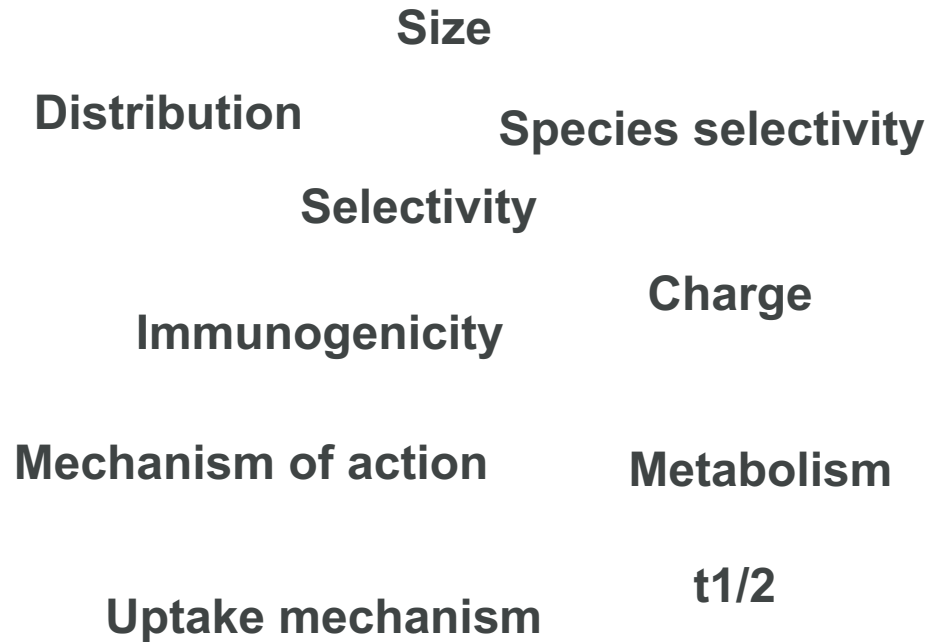 Size
Distribution
Species selectivity
Selectivity
Charge
Immunogenicity
Mechanism of action
Metabolism
t1/2
Uptake mechanism